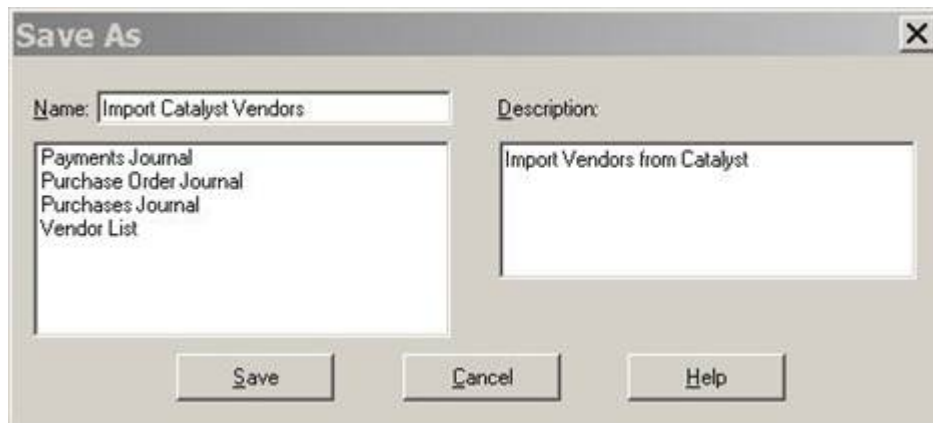 Save As
Name: Import Catalyst Vendors
Description:
Payments Journal
Purchase Order Journal
Purchases Journal
Vendor List
Import Vendors from Catalyst
Save Cancel Help